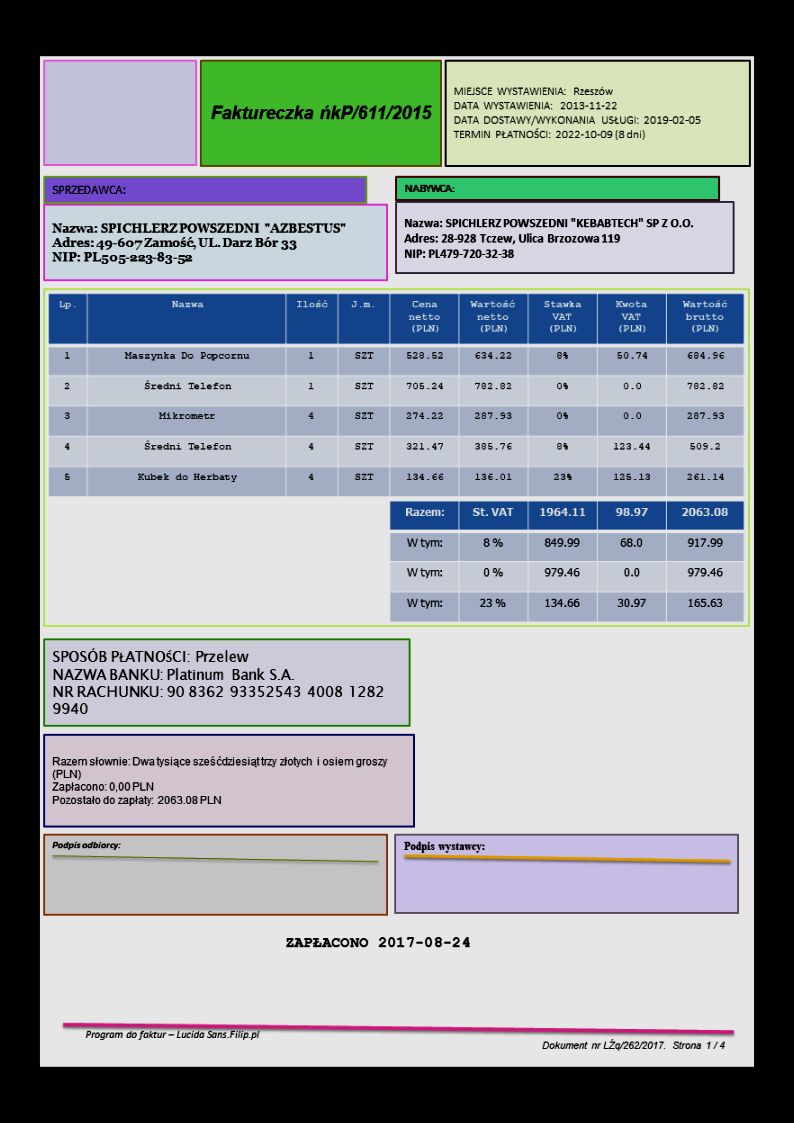 Faktureczka ńkP/611/2015
MIEJSCE WYSTAWIENIA: Rzeszów
DATA WYSTAWIENIA: 2013-11-22
DATA DOSTAWY/WYKONANIA USŁUGI: 2019-02-05
TERMIN PŁATNOŚCI: 2022-10-09 (8 dni)
SPRZEDAWCA:
NABYWCA:
Nazwa: SPICHLERZ POWSZEDNI "AZBESTUS"
Adres: 49-607 Zamość, UL. Darz Bór 33
NIP: PL505-223-83-52
Nazwa: SPICHLERZ POWSZEDNI "KEBABTECH" SP Z O.O.
Adres: 28-928 Tczew, Ulica Brzozowa 119
NIP: PL479-720-32-38
Lp. Nazwa Ilość J.m. Cena netto (PLN) Wartość netto (PLN) Stawka VAT (PLN) Kwota VAT (PLN) Wartość brutto (PLN)
1 Maszynka Do Popcornu 1 SZT 528.52 634.22 8% 50.74 684.96
2 Średni Telefon 1 SZT 705.24 782.82 0% 0.0 782.82
3 Mikrometr 4 SZT 274.22 287.93 0% 0.0 287.93
4 Średni Telefon 4 SZT 321.47 385.76 8% 123.44 509.2
5 Kubek do Herbaty 4 SZT 134.66 136.01 23% 125.13 261.14
Razem: St. VAT 1964.11 98.97 2063.08
W tym: 8 % 849.99 68.0 917.99
W tym: 0 % 979.46 0.0 979.46
W tym: 23 % 134.66 30.97 165.63
SPOSÓB PŁATNOŚCI: Przelew
NAZWA BANKU: Platinum Bank S.A.
NR RACHUNKU: 90 8362 93352543 4008 1282
9940
Razem słownie: Dwa tysiące sześćdziesiąt trzy złotych i osiem groszy
(PLN)
Zapłacono: 0,00 PLN
Pozostało do zapłaty: 2063.08 PLN
Podpis odbiorcy:
Podpis wystawcy:
ZAPŁACONO 2017-08-24
Program do faktur – Lucida Sans.Filip.pl
Dokument nr LŹq/262/2017. Strona 1 / 4